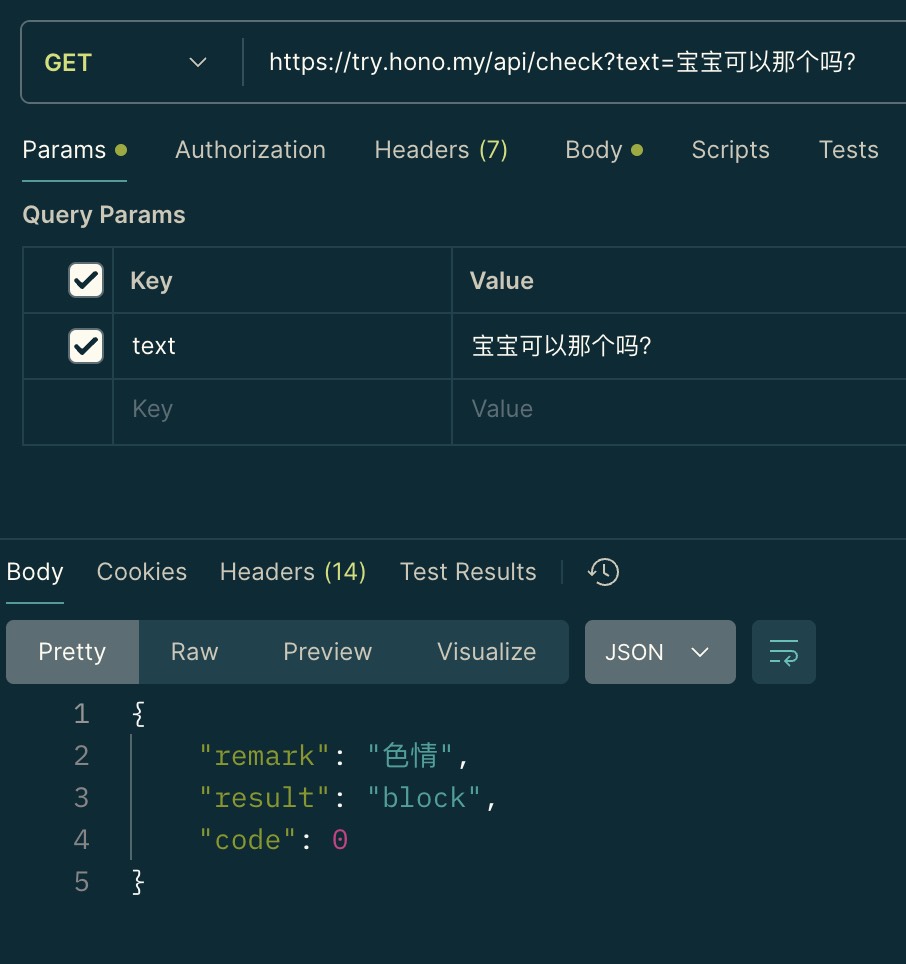 GET https://try.hono.my/api/check?text=宝宝可以那个吗?
Params Authorization Headers (7) Body Scripts Tests
Query Params
Key Value
text 宝宝可以那个吗?
Key Value
Body Cookies Headers (14) Test Results
Pretty Raw Preview Visualize JSON
1 {
2 "remark": "色情",
3 "result": "block",
4 "code": 0
5 }